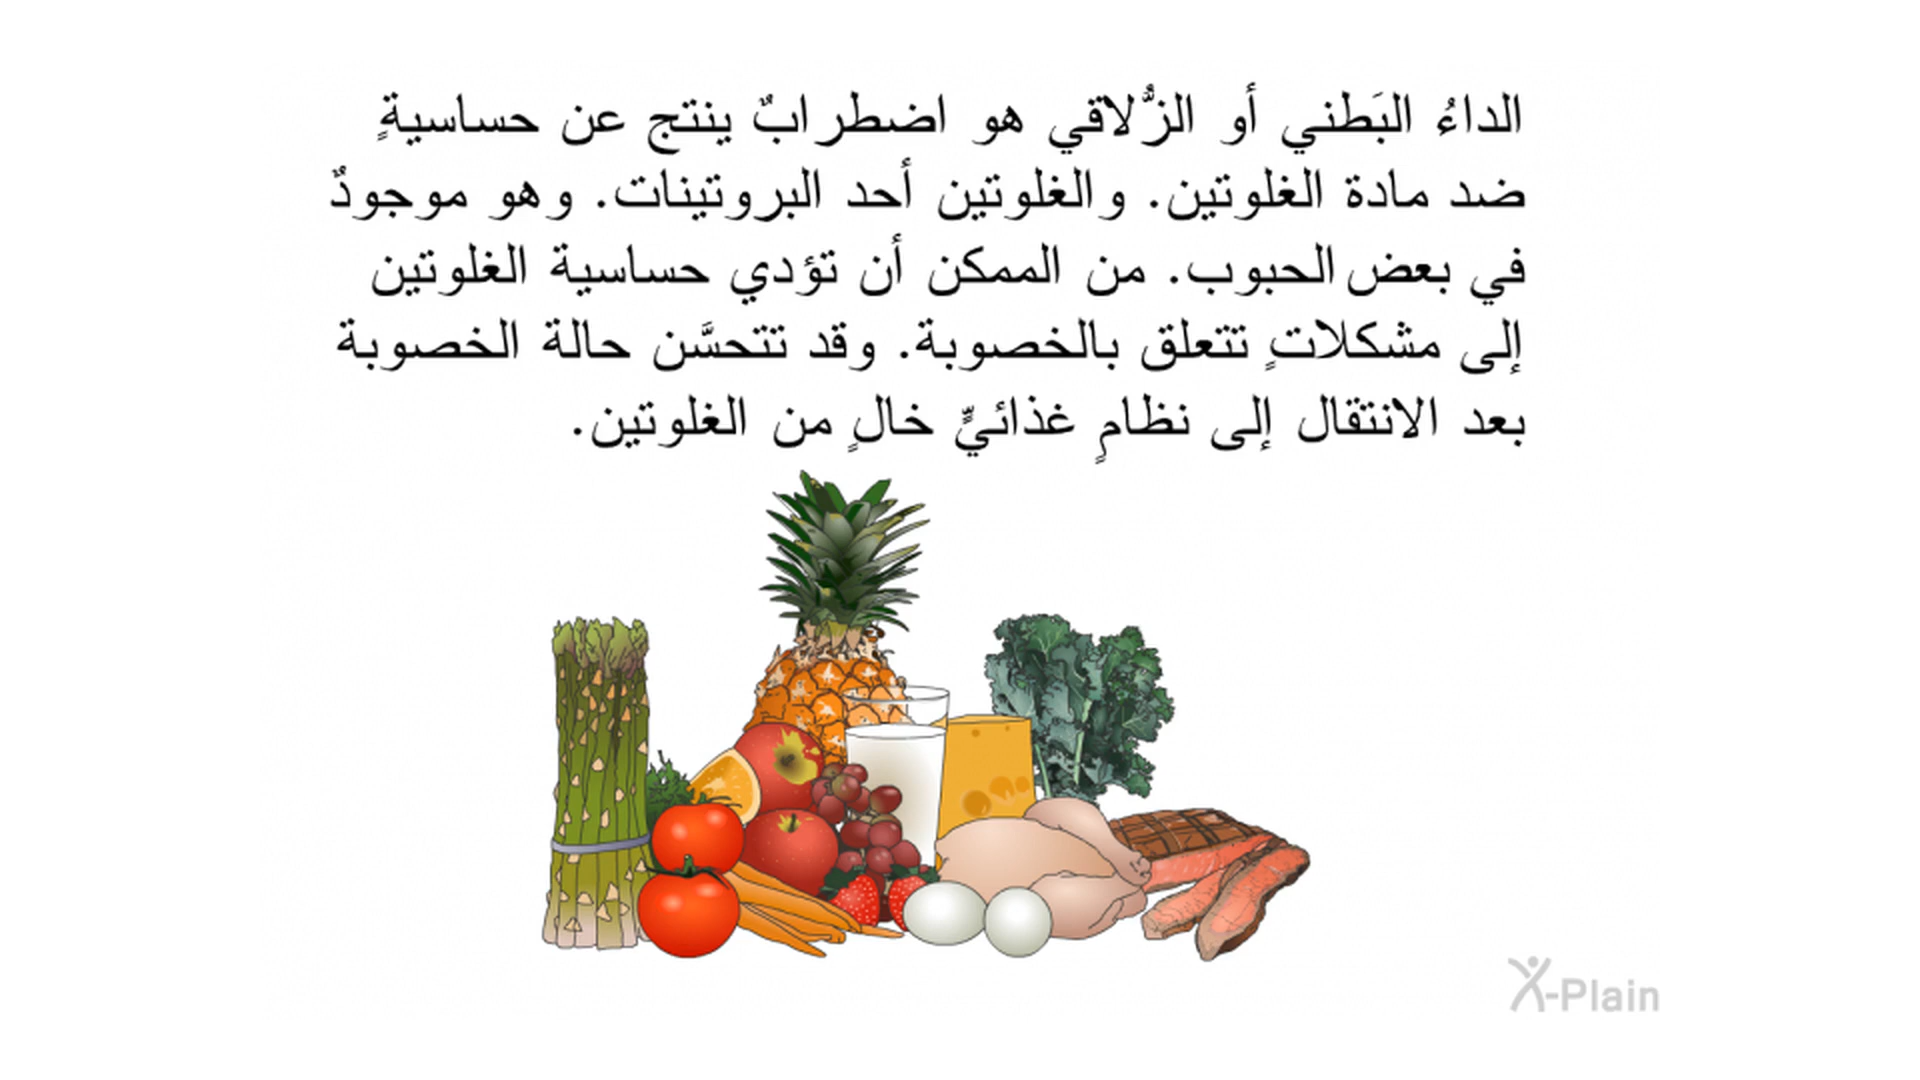 الداءُ البَطني أو الزُّلاقي هو اضطرابٌ ينتج عن حساسيةٍ
ضد مادة الغلوتين. والغلوتين أحد البروتينات. وهو موجودٌ
في بعض الحبوب. من الممكن أن تؤدي حساسية الغلوتين
إلى مشكلاتٍ تتعلق بالخصوبة. وقد تتحسَّن حالة الخصوبة
بعد الانتقال إلى نظامٍ غذائيٍّ خالٍ من الغلوتين.
X-Plain